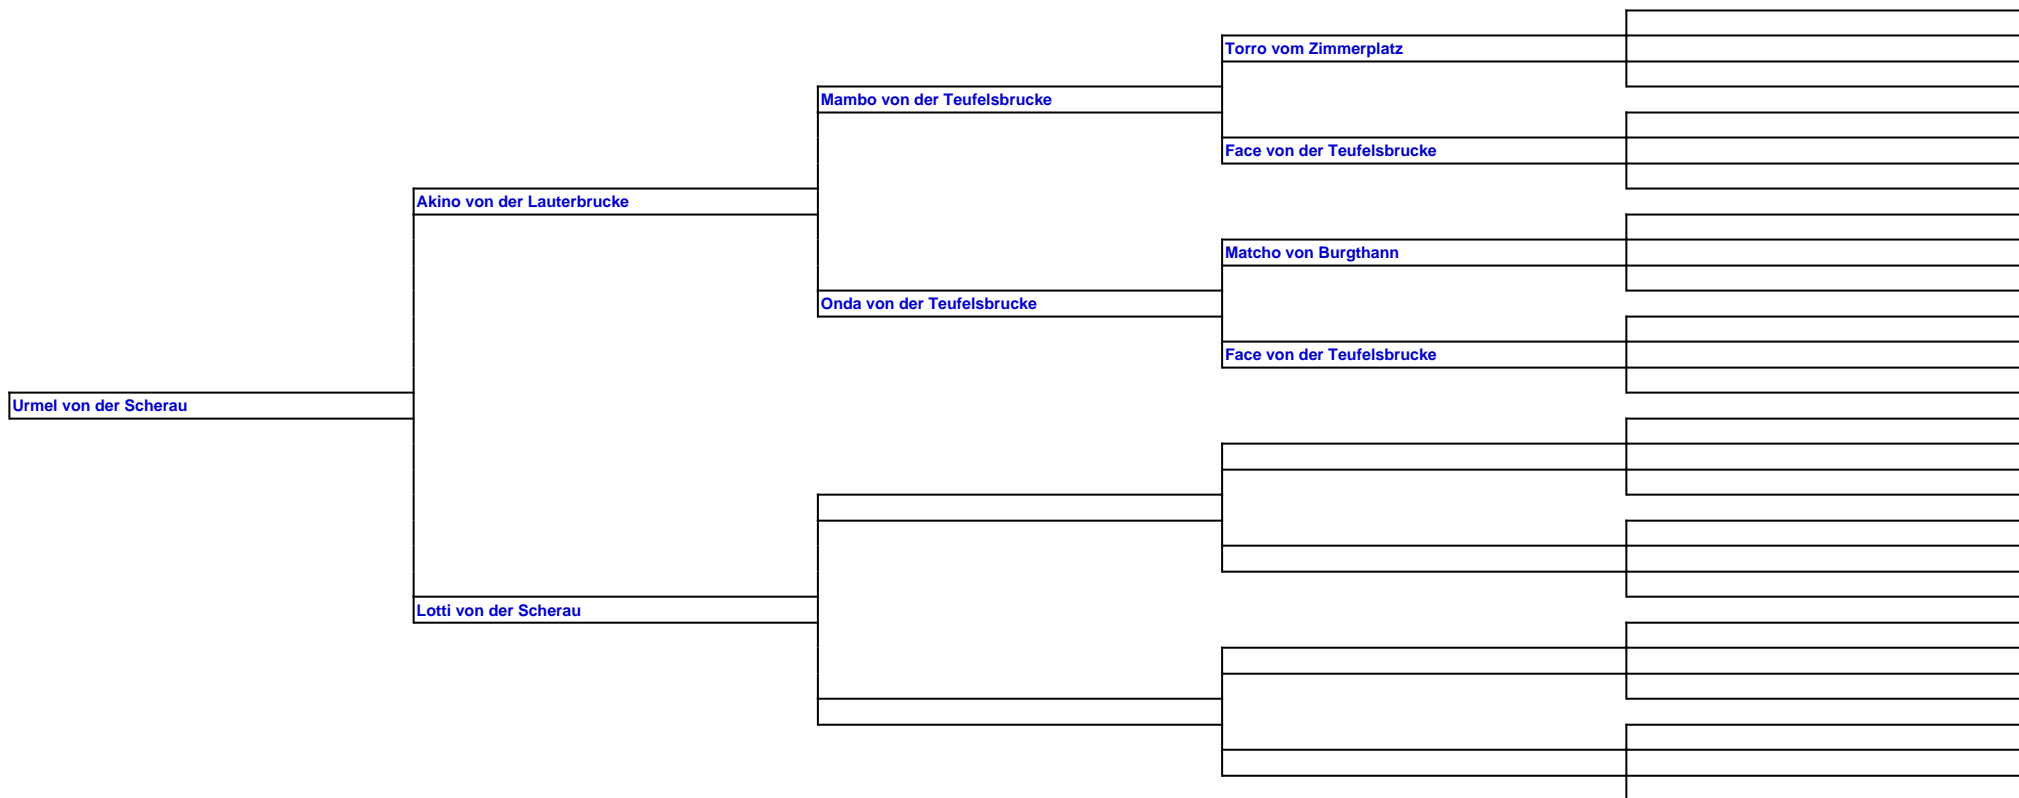 Torro vom Zimmerplatz
Mambo von der Teufelsbrucke
Face von der Teufelsbrucke
Akino von der Lauterbrucke
Matcho von Burgthann
Onda von der Teufelsbrucke
Face von der Teufelsbrucke
Urmel von der Scherau
Lotti von der Scherau